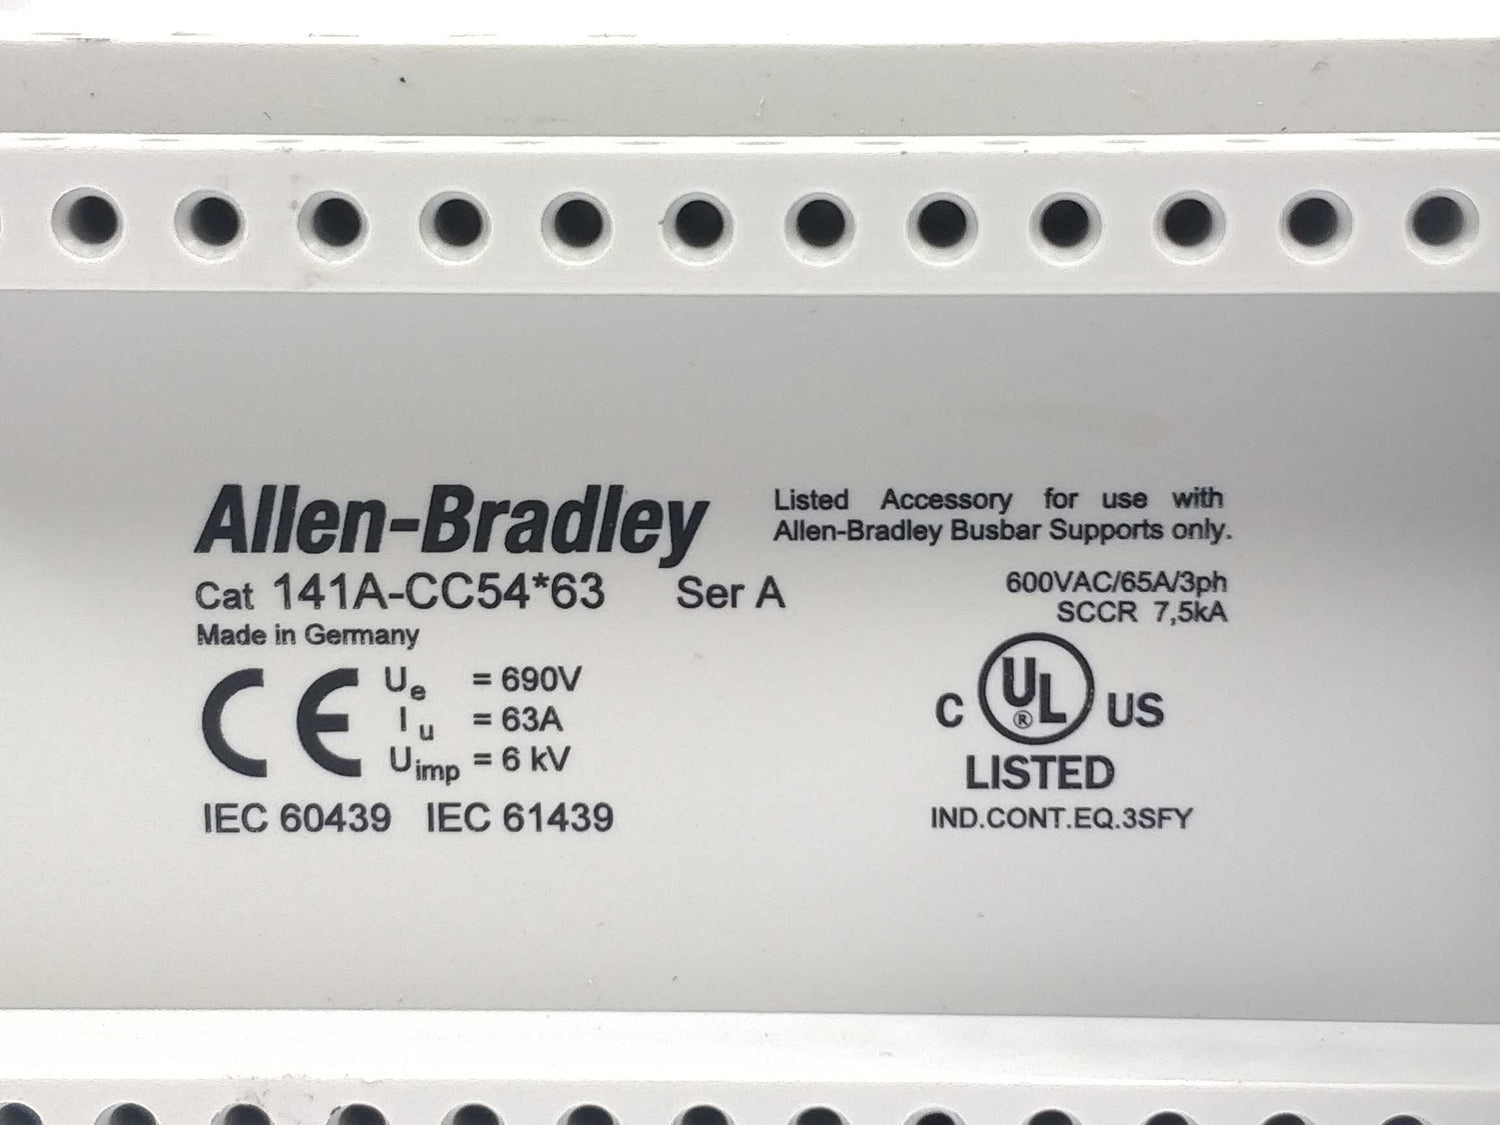 Allen-Bradley
Cat 141A-CC54*63 Ser A
Made in Germany
CE
Ue = 690V
Iu = 63A
Uimp = 6 kV
IEC 60439 IEC 61439
Listed Accessory for use with
Allen-Bradley Busbar Supports only.
600VAC/65A/3ph
SCCR 7,5kA
C UL® US
LISTED
IND.CONT.EQ.3SFY